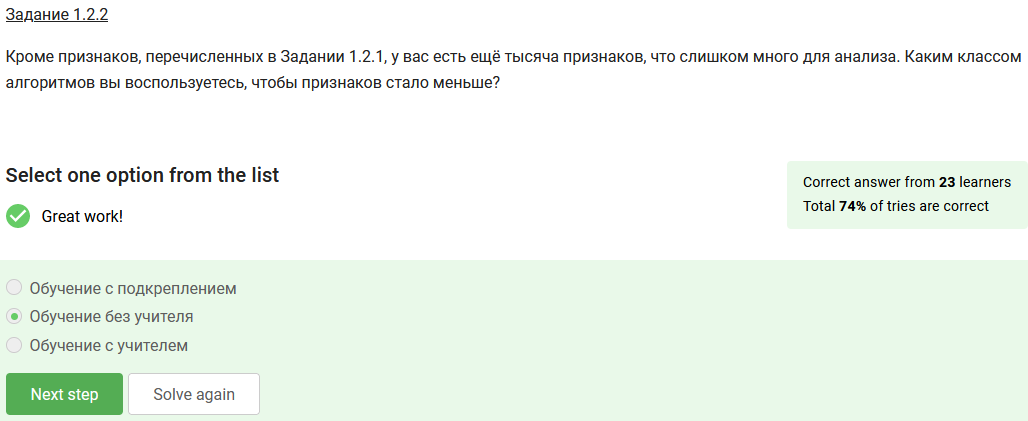 Задание 1.2.2
Кроме признаков, перечисленных в Задании 1.2.1, у вас есть ещё тысяча признаков, что слишком много для анализа. Каким классом
алгоритмов вы воспользуетесь, чтобы признаков стало меньше?
Select one option from the list
Correct answer from 23 learners
Total 74% of tries are correct
Great work!
Обучение с подкреплением
Обучение без учителя
Обучение с учителем
Next step
Solve again